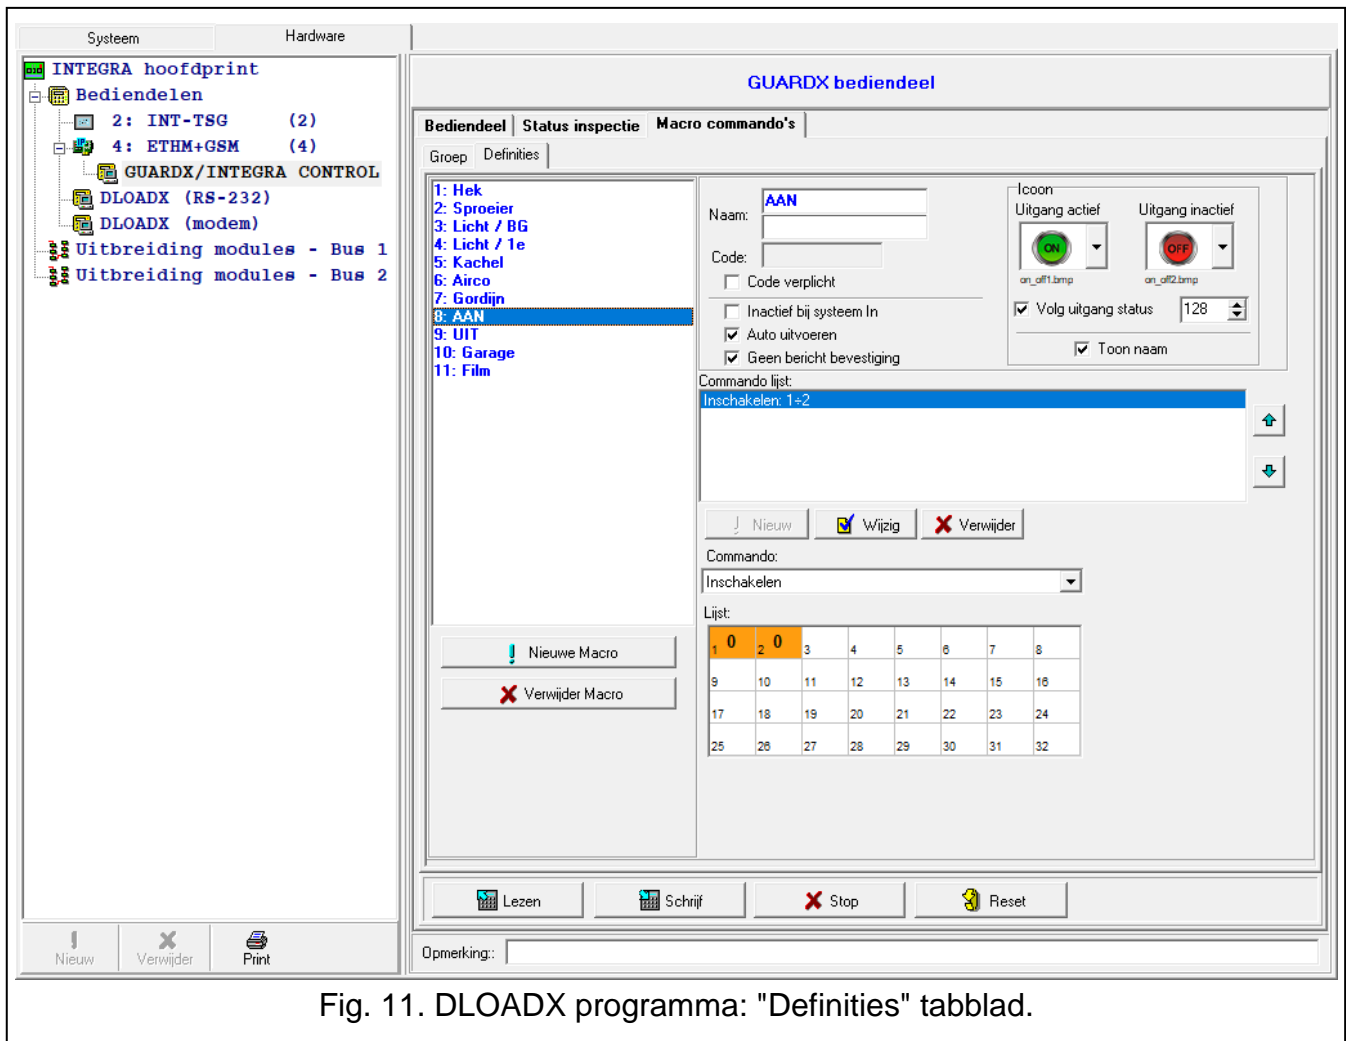 Systeem
Hardware
INTEGRA hoofdprint
Bediendelen
2: INT-TSG (2)
4: ETHM+GSM (4)
GUARDX/INTEGRA CONTROL
DLOADX (RS-232)
DLOADX (modem)
Uitbreiding modules - Bus 1
Uitbreiding modules - Bus 2
Nieuw
Verwijder
Print
GUARDX bediendeel
Bediendeel
Status inspectie
Macro commando's
Groep
Definities
1: Hek
2: Sproeier
3: Licht / BG
4: Licht / 1e
5: Kachel
6: Airco
7: Gordijn
8: AAN
9: UIT
10: Garage
11: Film
Nieuwe Macro
Verwijder Macro
Naam: AAN
Code:
Code verplicht
Inactief bij systeem In
Auto uitvoeren
Geen bericht bevestiging
Icoon
Uitgang actief
Uitgang inactief
ON
OFF
on_off1.bmp
on_off2.bmp
Volg uitgang status 128
Toon naam
Commando lijst:
Inschakelen: 1÷2
Nieuw
Wijzig
Verwijder
Commando:
Inschakelen
Lijst:
1 0 2 0 3 4 5 6 7 8
9 10 11 12 13 14 15 16
17 18 19 20 21 22 23 24
25 26 27 28 29 30 31 32
Lezen
Schrijf
Stop
Reset
Opmerking::
Fig. 11. DLOADX programma: "Definities" tabblad.